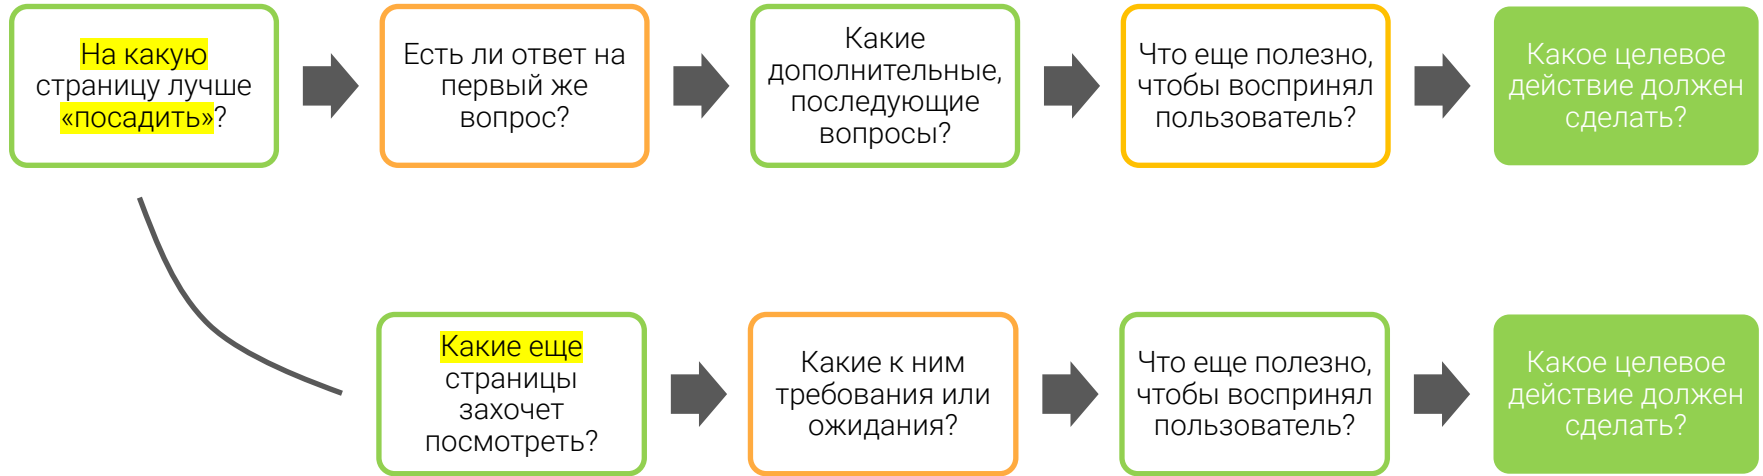 На какую
страницу лучше
«посадить»?
Есть ли ответ на
первый же
вопрос?
Какие
дополнительные,
последующие
вопросы?
Что еще полезно,
чтобы воспринял
пользователь?
Какое целевое
действие должен
сделать?
Какие еще
страницы
захочет
посмотреть?
Какие к ним
требования или
ожидания?
Что еще полезно,
чтобы воспринял
пользователь?
Какое целевое
действие должен
сделать?